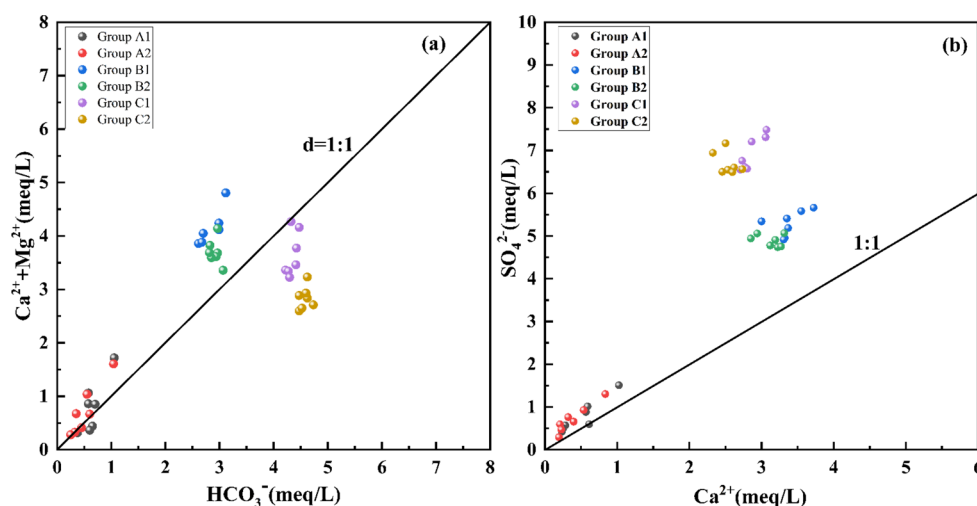 (a)
Group A1
Group A2
Group B1
Group B2
Group C1
Group C2
d=1:1
8
7
6
5
4
3
2
1
0
0 1 2 3 4 5 6 7 8
Ca²⁺+Mg²⁺(meq/L)
HCO₃⁻(meq/L)
(b)
Group A1
Group A2
Group B1
Group B2
Group C1
Group C2
1:1
10
9
8
7
6
5
4
3
2
1
0
0 1 2 3 4 5 6
SO₄²⁻(meq/L)
Ca²⁺(meq/L)